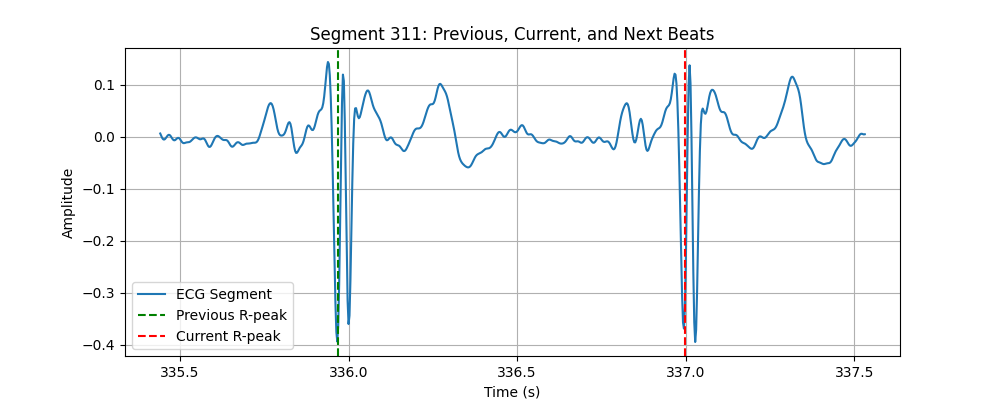 Segment 311: Previous, Current, and Next Beats
0.1
0.0
−0.1
−0.2
−0.3
−0.4
Amplitude
ECG Segment
Previous R-peak
Current R-peak
335.5
336.0
336.5
337.0
337.5
Time (s)